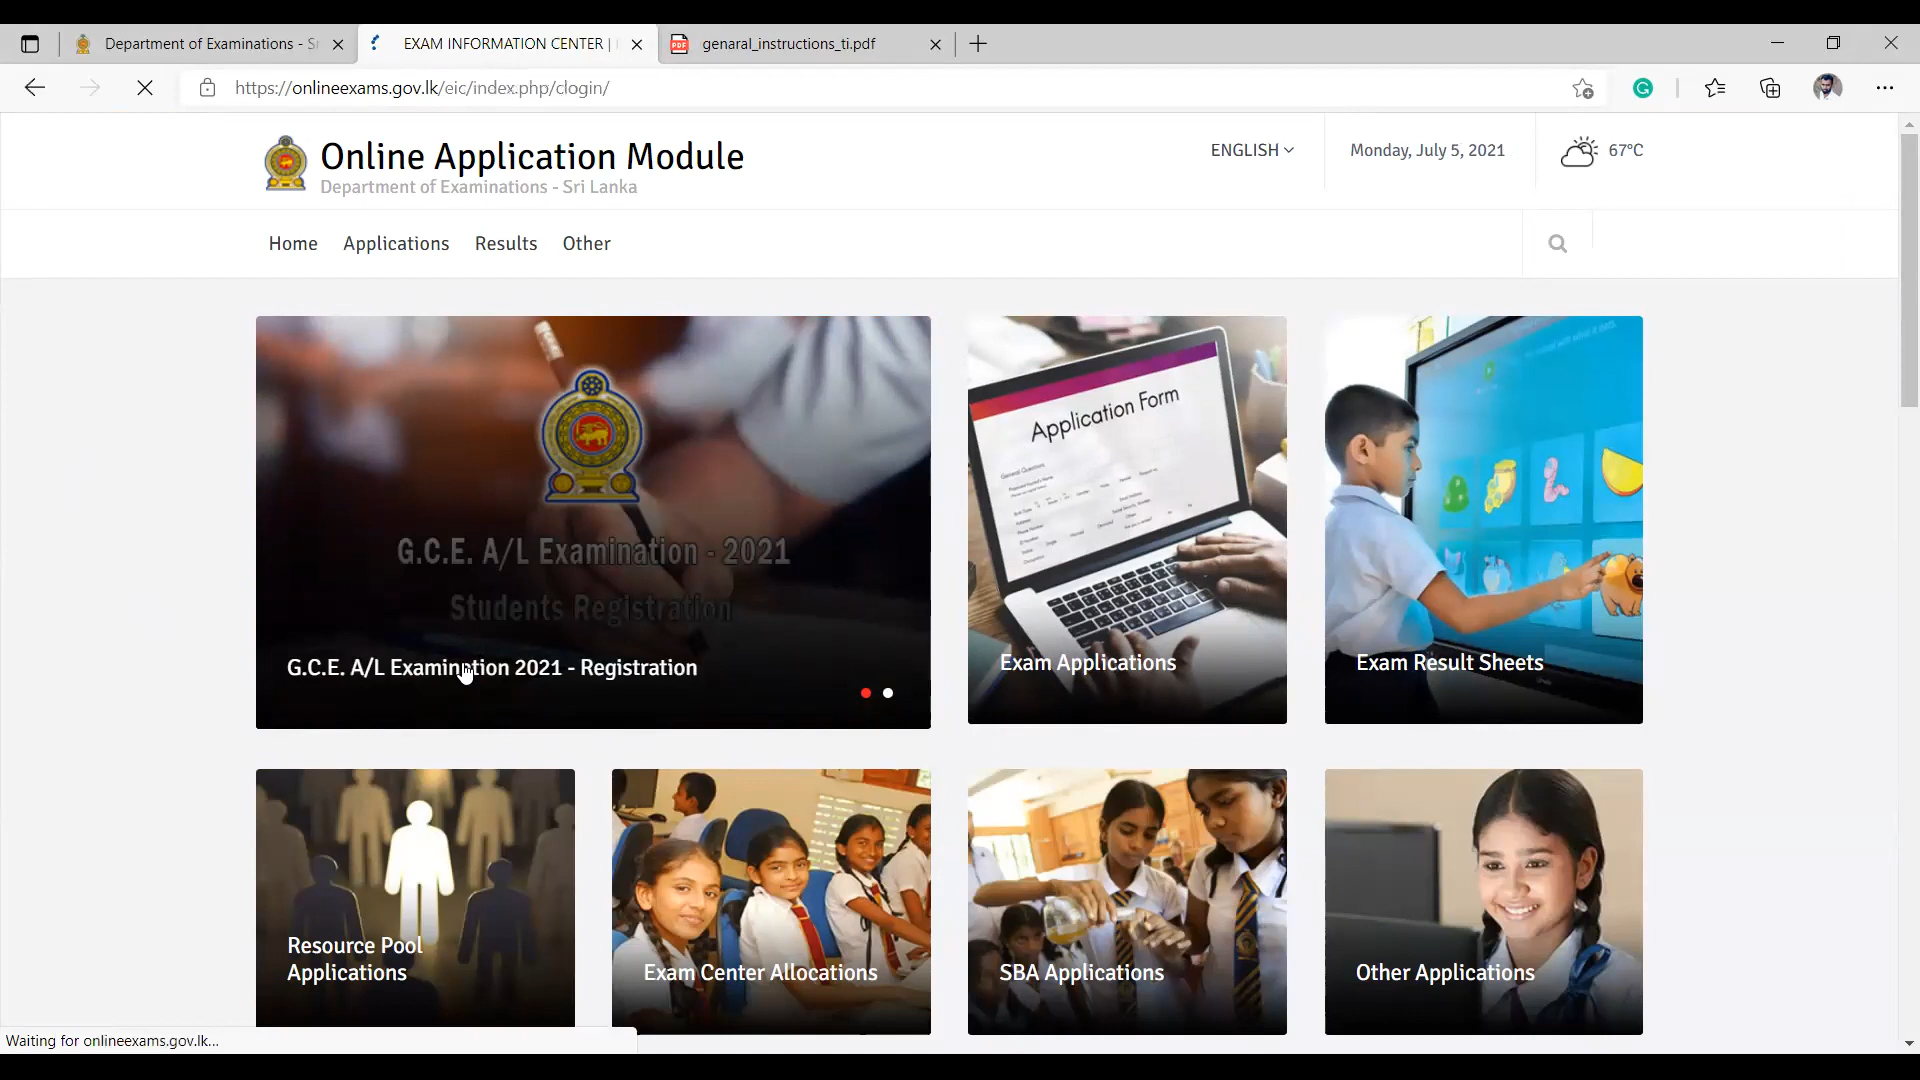 Department of Examinations - Sr
EXAM INFORMATION CENTER |
genaral_instructions_ti.pdf
https://onlineexams.gov.lk/eic/index.php/clogin/
Online Application Module
Department of Examinations - Sri Lanka
ENGLISH
Monday, July 5, 2021
67°C
Home
Applications
Results
Other
G.C.E. A/L Examination - 2021
Students Registration
G.C.E. A/L Examination 2021 - Registration
Application Form
Exam Applications
Exam Result Sheets
Resource Pool
Applications
Exam Center Allocations
SBA Applications
Other Applications
Waiting for onlineexams.gov.lk...